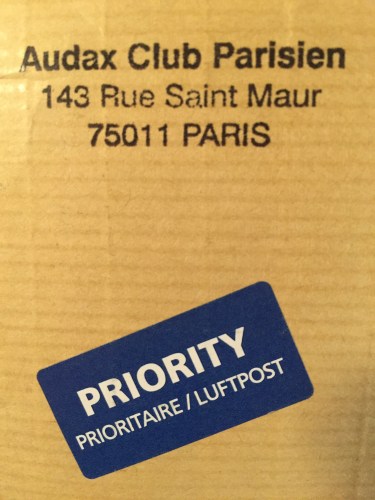 Audax Club Parisien
143 Rue Saint Maur
75011 PARIS
PRIORITY
PRIORITAIRE / LUFTPOST